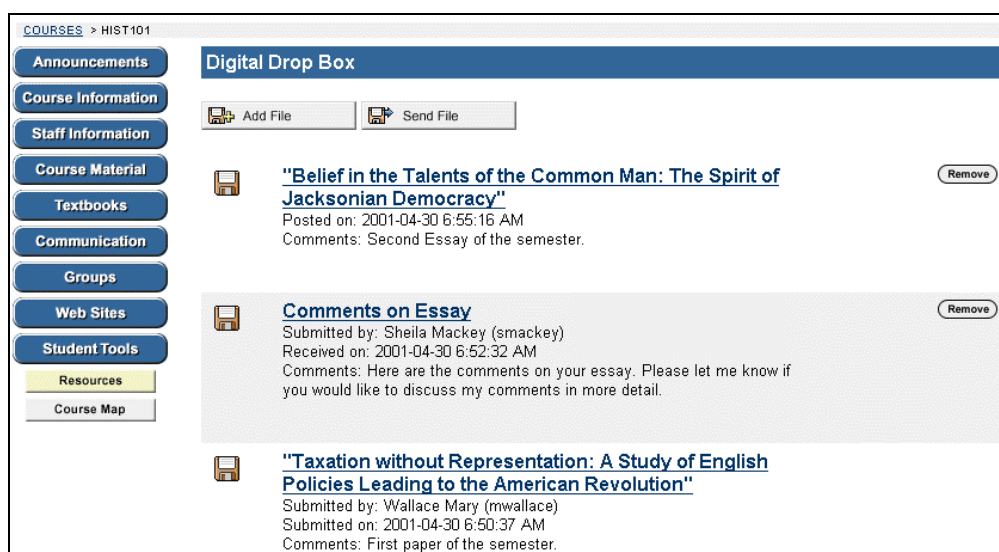 COURSES > HIST101
Announcements
Course Information
Staff Information
Course Material
Textbooks
Communication
Groups
Web Sites
Student Tools
Resources
Course Map
Digital Drop Box
Add File
Send File
"Belief in the Talents of the Common Man: The Spirit of
Jacksonian Democracy"
Posted on: 2001-04-30 6:55:16 AM
Comments: Second Essay of the semester.
Remove
Comments on Essay
Submitted by: Sheila Mackey (smackey)
Received on: 2001-04-30 6:52:32 AM
Comments: Here are the comments on your essay. Please let me know if
you would like to discuss my comments in more detail.
Remove
"Taxation without Representation: A Study of English
Policies Leading to the American Revolution"
Submitted by: Wallace Mary (mwallace)
Submitted on: 2001-04-30 6:50:37 AM
Comments: First paper of the semester.